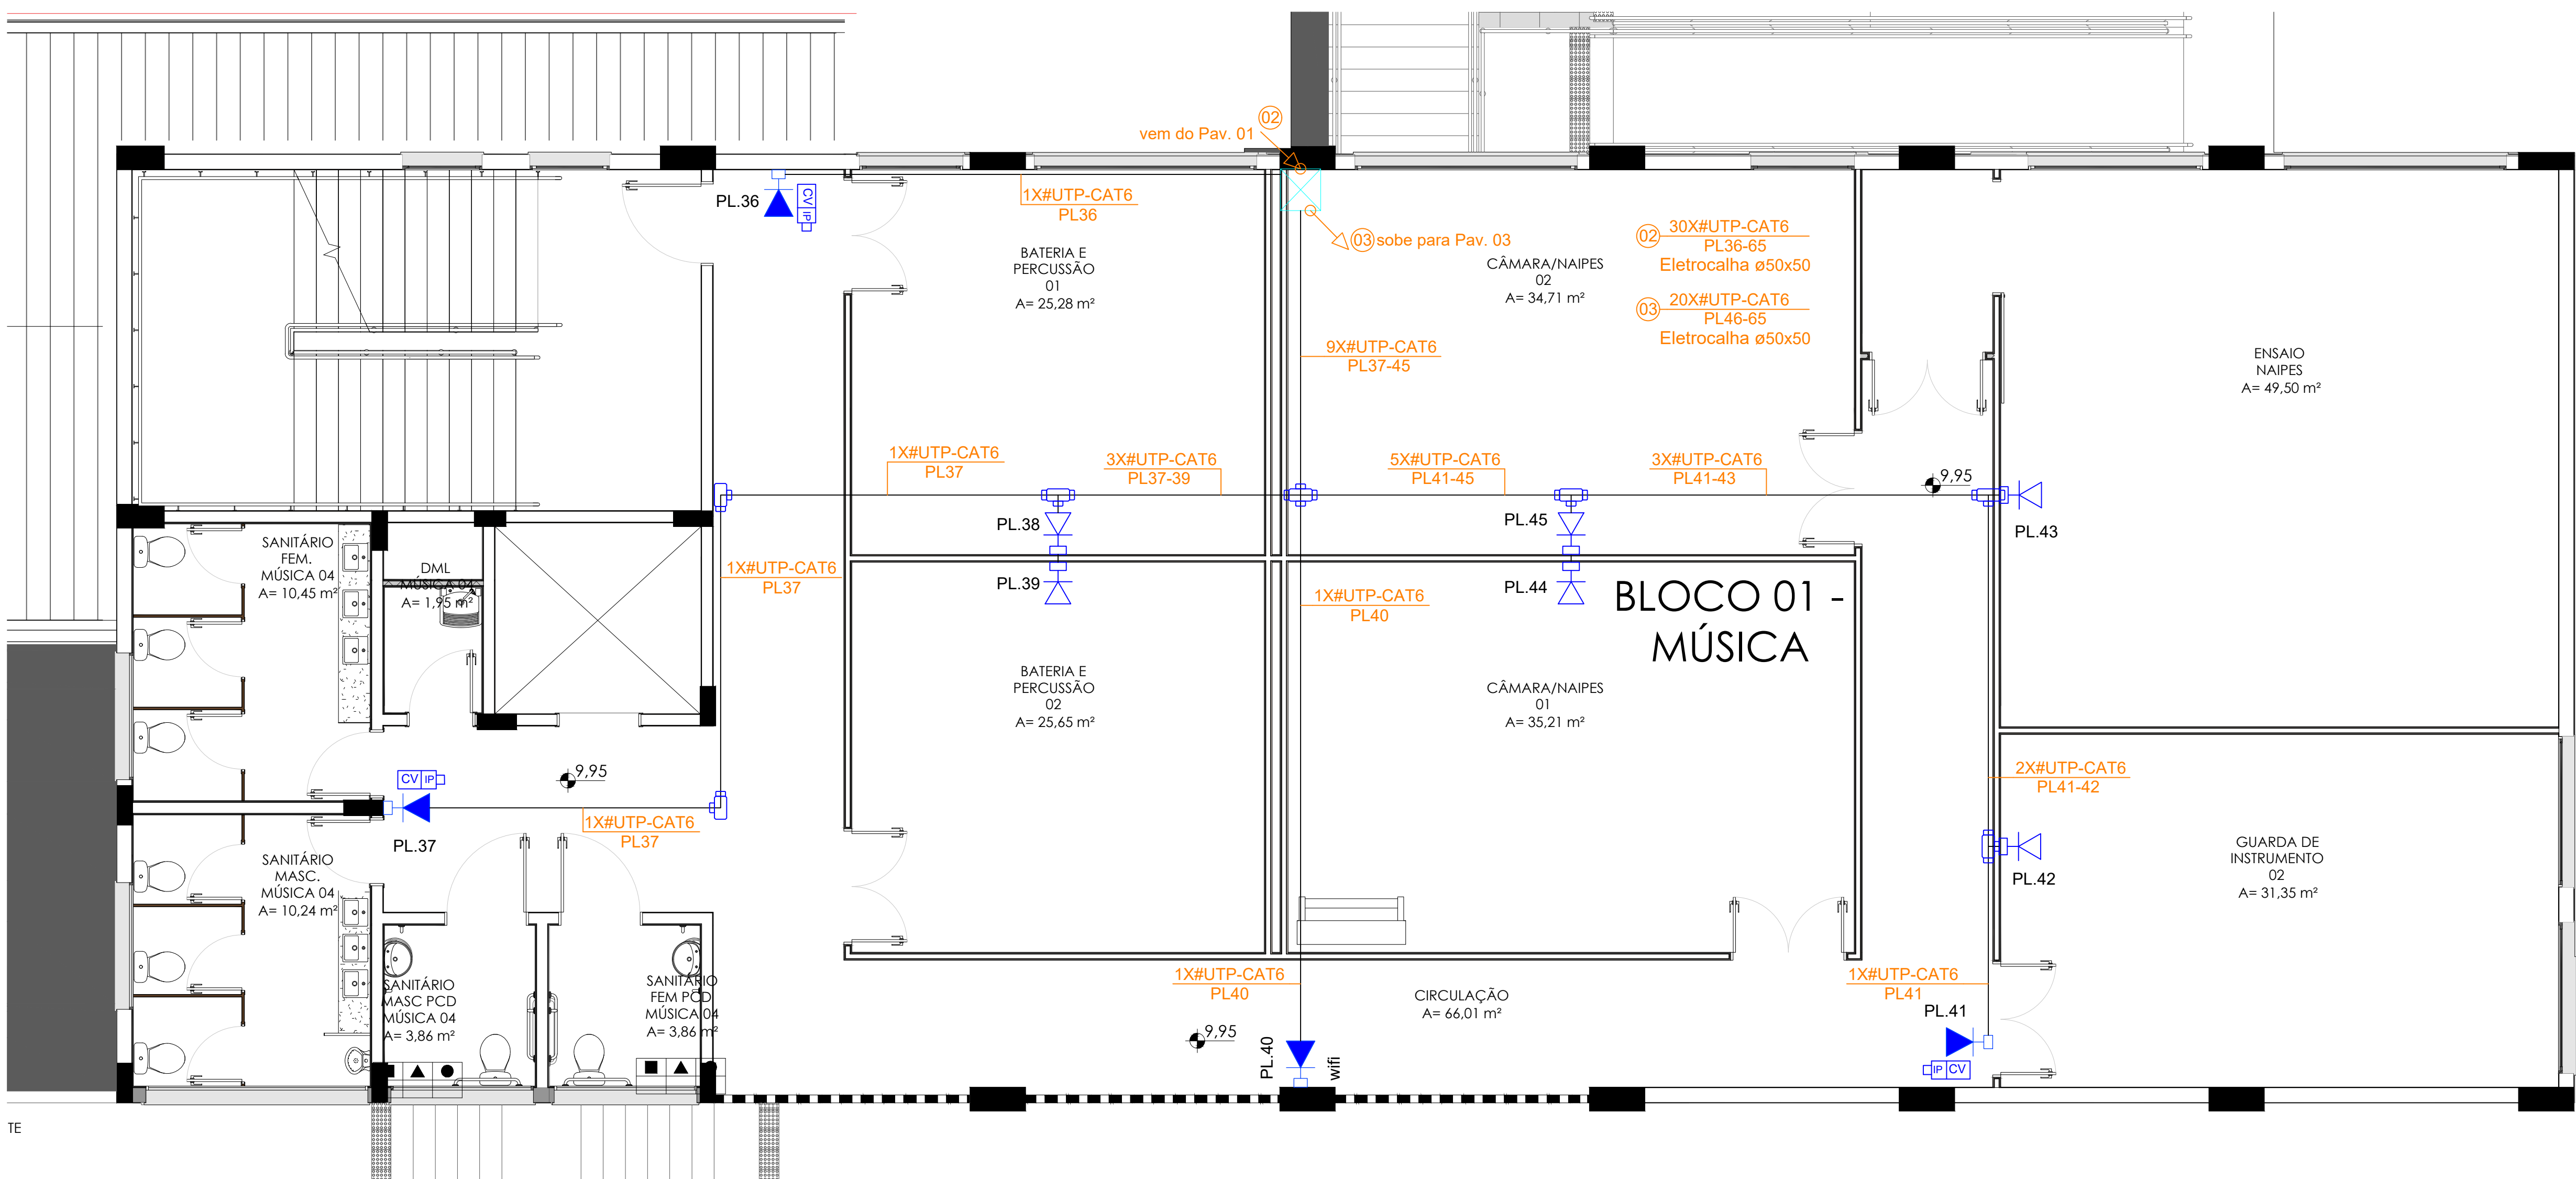 02
vem do Pav. 01
PL.36
CV IP
1X#UTP-CAT6
PL36
03 sobe para Pav. 03
BATERIA E
PERCUSSÃO
01
A= 25,28 m²
CÂMARA/NAIPES
02
A= 34,71 m²
02 30X#UTP-CAT6
PL36-65
Eletrocalha ø50x50
03 20X#UTP-CAT6
PL46-65
Eletrocalha ø50x50
9X#UTP-CAT6
PL37-45
ENSAIO
NAIPES
A= 49,50 m²
1X#UTP-CAT6
PL37
3X#UTP-CAT6
PL37-39
5X#UTP-CAT6
PL41-45
3X#UTP-CAT6
PL41-43
9,95
PL.38
PL.45
PL.43
SANITÁRIO
FEM.
MÚSICA 04
A= 10,45 m²
DML
MÚSICA 04
A= 1,95 m²
1X#UTP-CAT6
PL37
PL.39
PL.44
1X#UTP-CAT6
PL40
BLOCO 01 -
MÚSICA
BATERIA E
PERCUSSÃO
02
A= 25,65 m²
CÂMARA/NAIPES
01
A= 35,21 m²
CV IP
9,95
2X#UTP-CAT6
PL41-42
PL.37
1X#UTP-CAT6
PL37
SANITÁRIO
MASC.
MÚSICA 04
A= 10,24 m²
PL.42
GUARDA DE
INSTRUMENTO
02
A= 31,35 m²
SANITÁRIO
MASC PCD
MÚSICA 04
A= 3,86 m²
SANITÁRIO
FEM PCD
MÚSICA 04
A= 3,86 m²
1X#UTP-CAT6
PL40
CIRCULAÇÃO
A= 66,01 m²
1X#UTP-CAT6
PL41
PL.41
9,95
PL.40
wifi
IP CV
TE